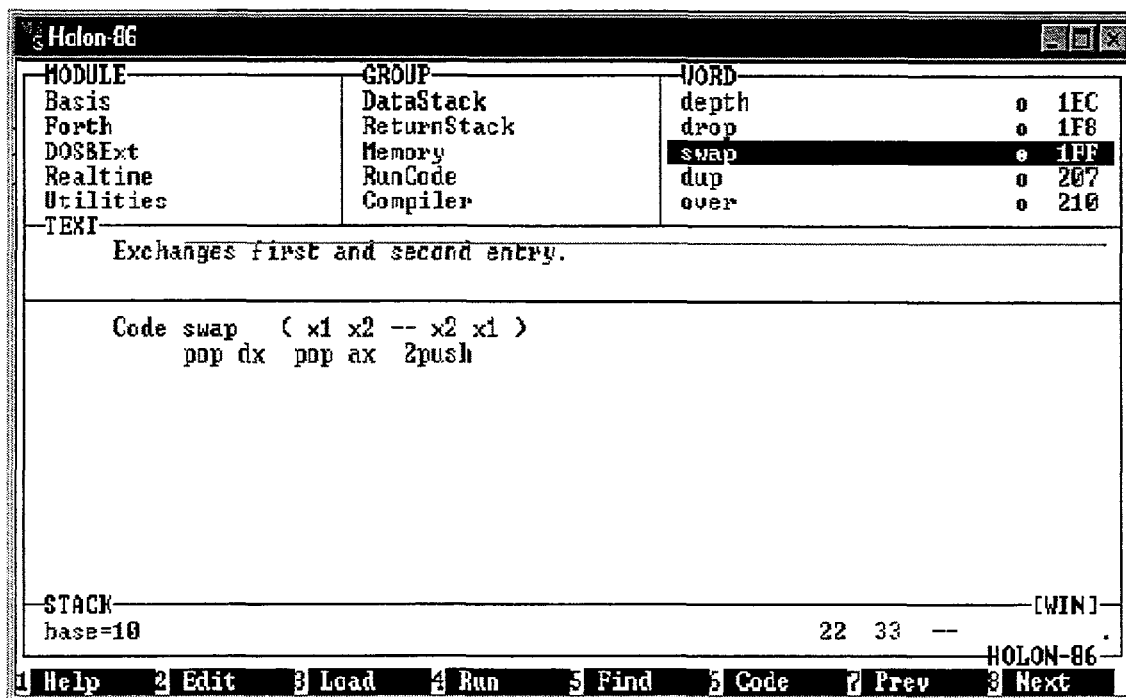 Holon-86
MODULE GROUP WORD
Basis DataStack depth o 1EC
Forth ReturnStack drop o 1F8
DOS&Ext Memory swap o 1FF
Realtime RunCode dup o 207
Utilities Compiler over o 210
TEXT
Exchanges first and second entry.
Code swap ( x1 x2 -- x2 x1 )
pop dx pop ax 2push
STACK [WIN]
base=10 22 33 -- .
HOLON-86
1 Help 2 Edit 3 Load 4 Run 5 Find 6 Code 7 Prev 8 Next